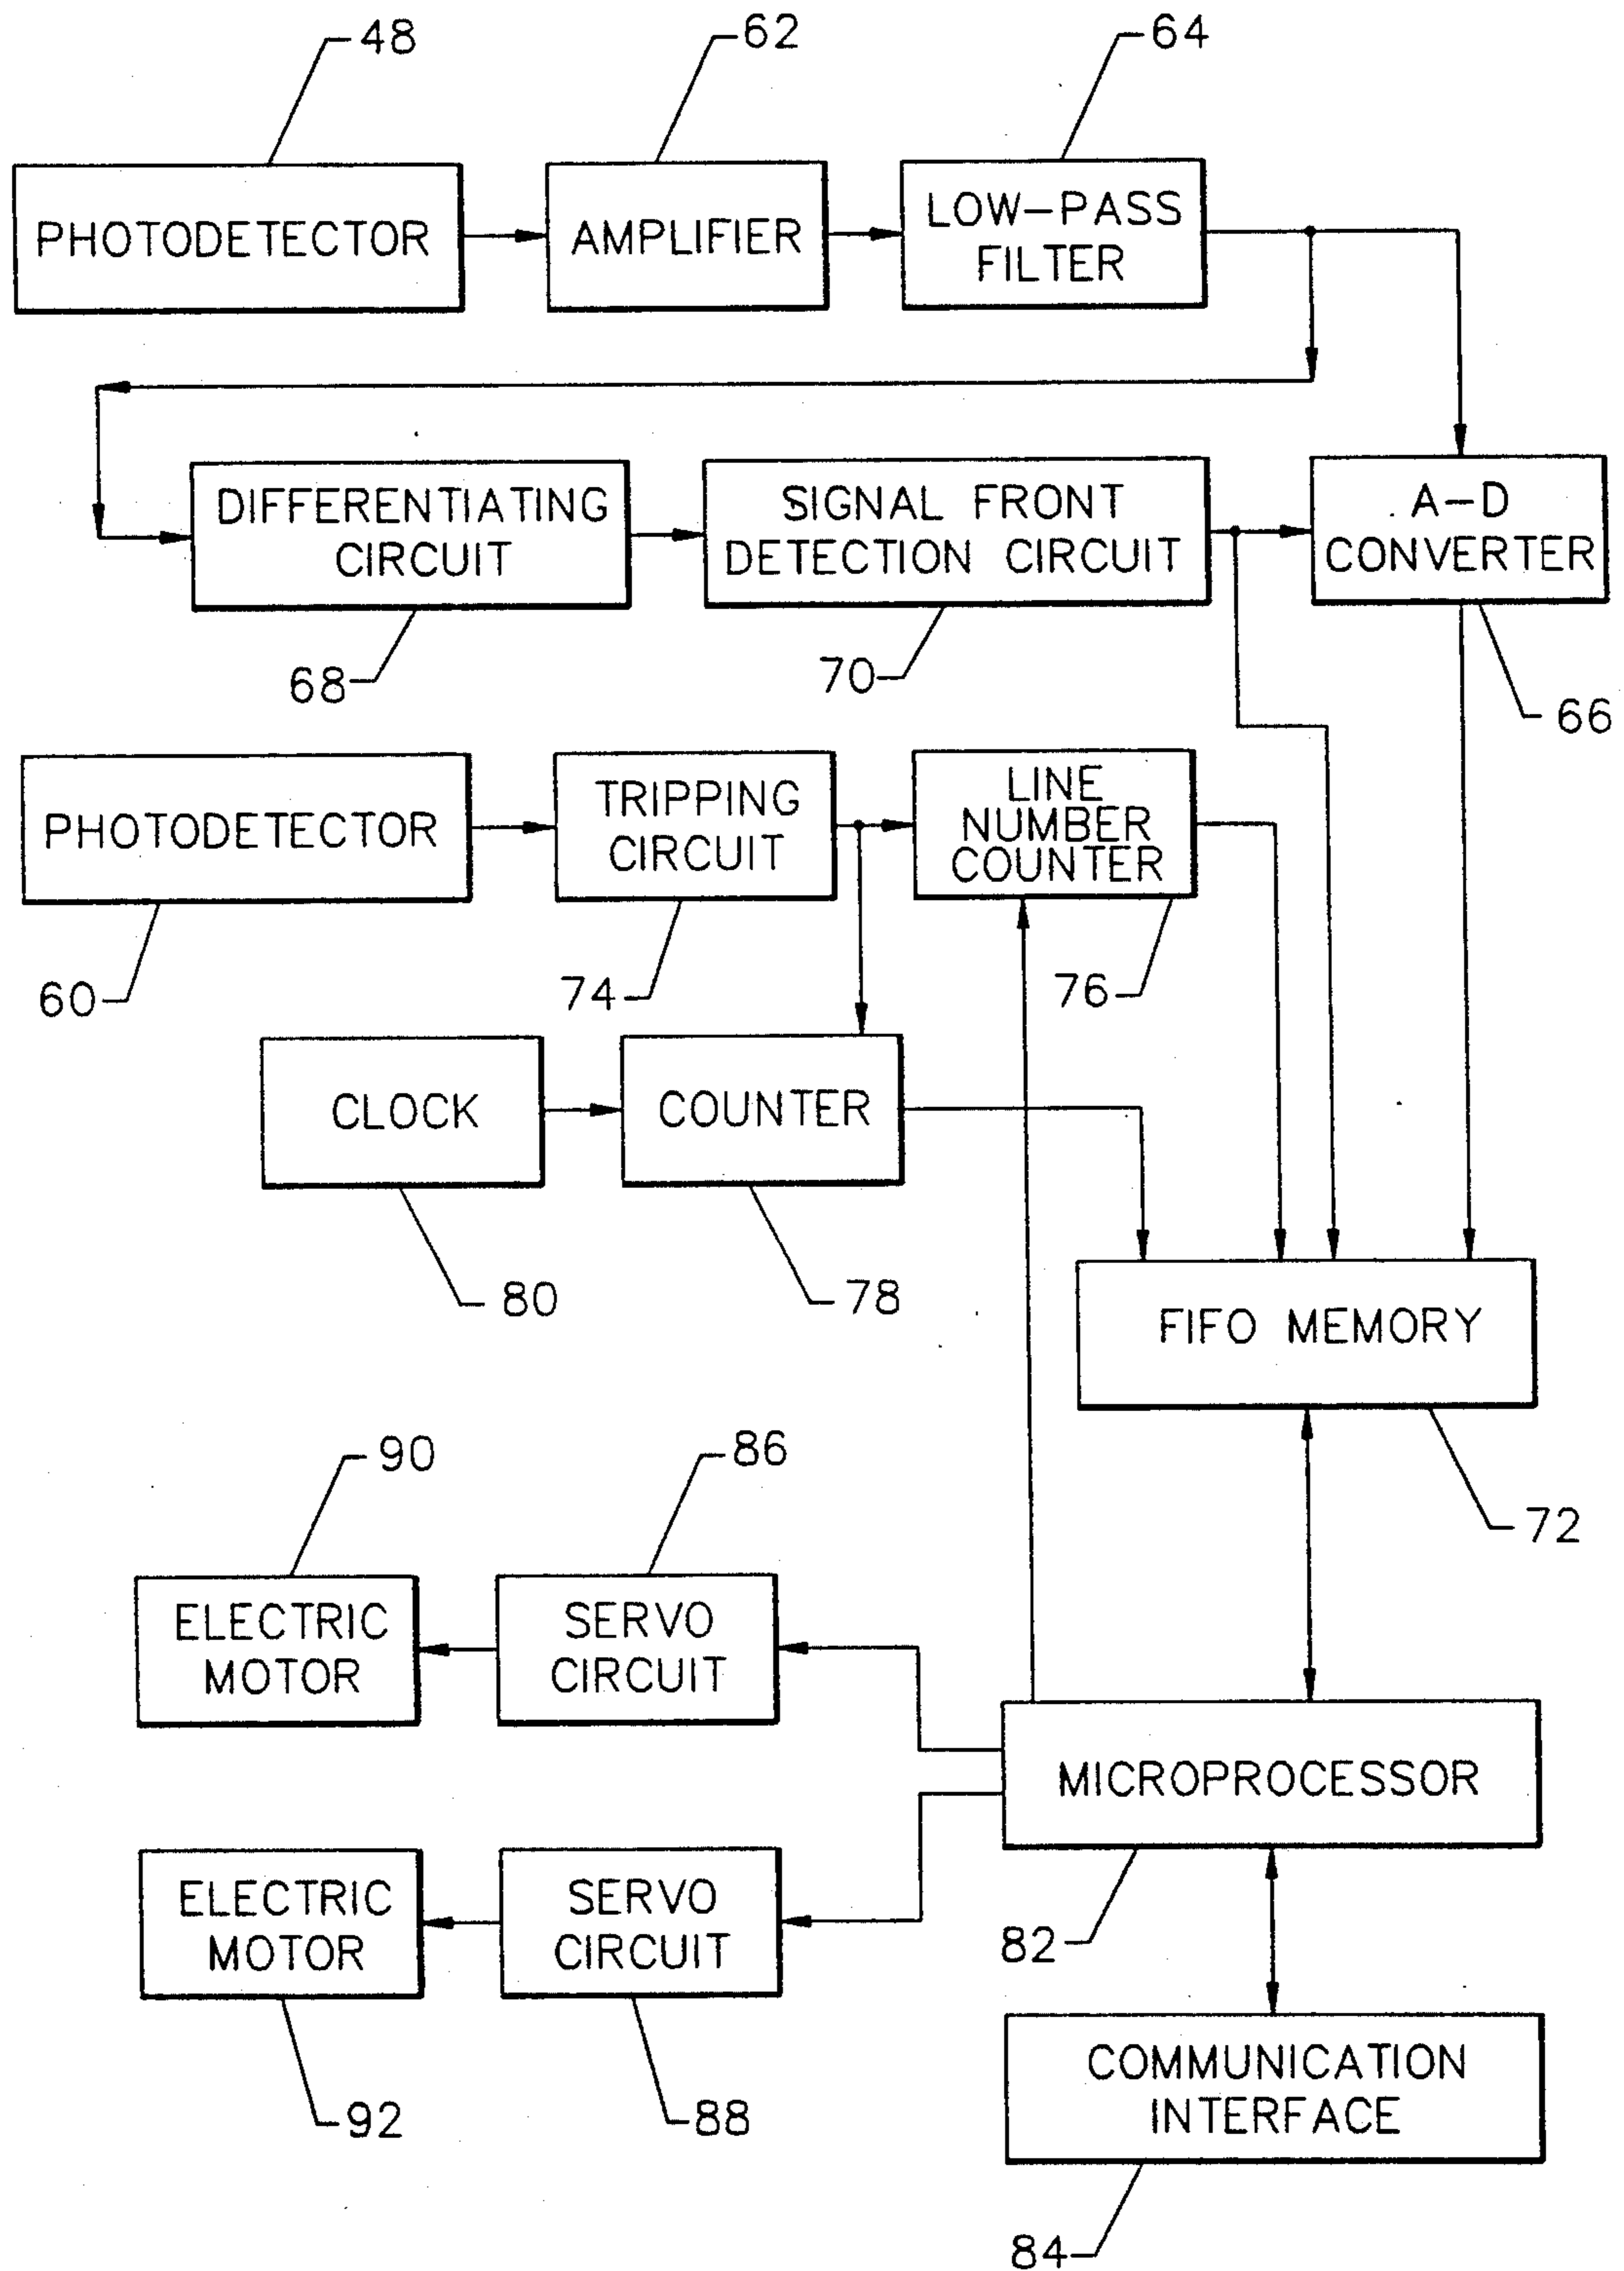 48
62
64
PHOTODETECTOR
AMPLIFIER
LOW-PASS
FILTER
DIFFERENTIATING
CIRCUIT
SIGNAL FRONT
DETECTION CIRCUIT
A-D
CONVERTER
68
70
66
PHOTODETECTOR
TRIPPING
CIRCUIT
LINE
NUMBER
COUNTER
60
74
76
CLOCK
COUNTER
80
78
FIFO MEMORY
72
90
86
ELECTRIC
MOTOR
SERVO
CIRCUIT
MICROPROCESSOR
ELECTRIC
MOTOR
SERVO
CIRCUIT
82
92
88
COMMUNICATION
INTERFACE
84